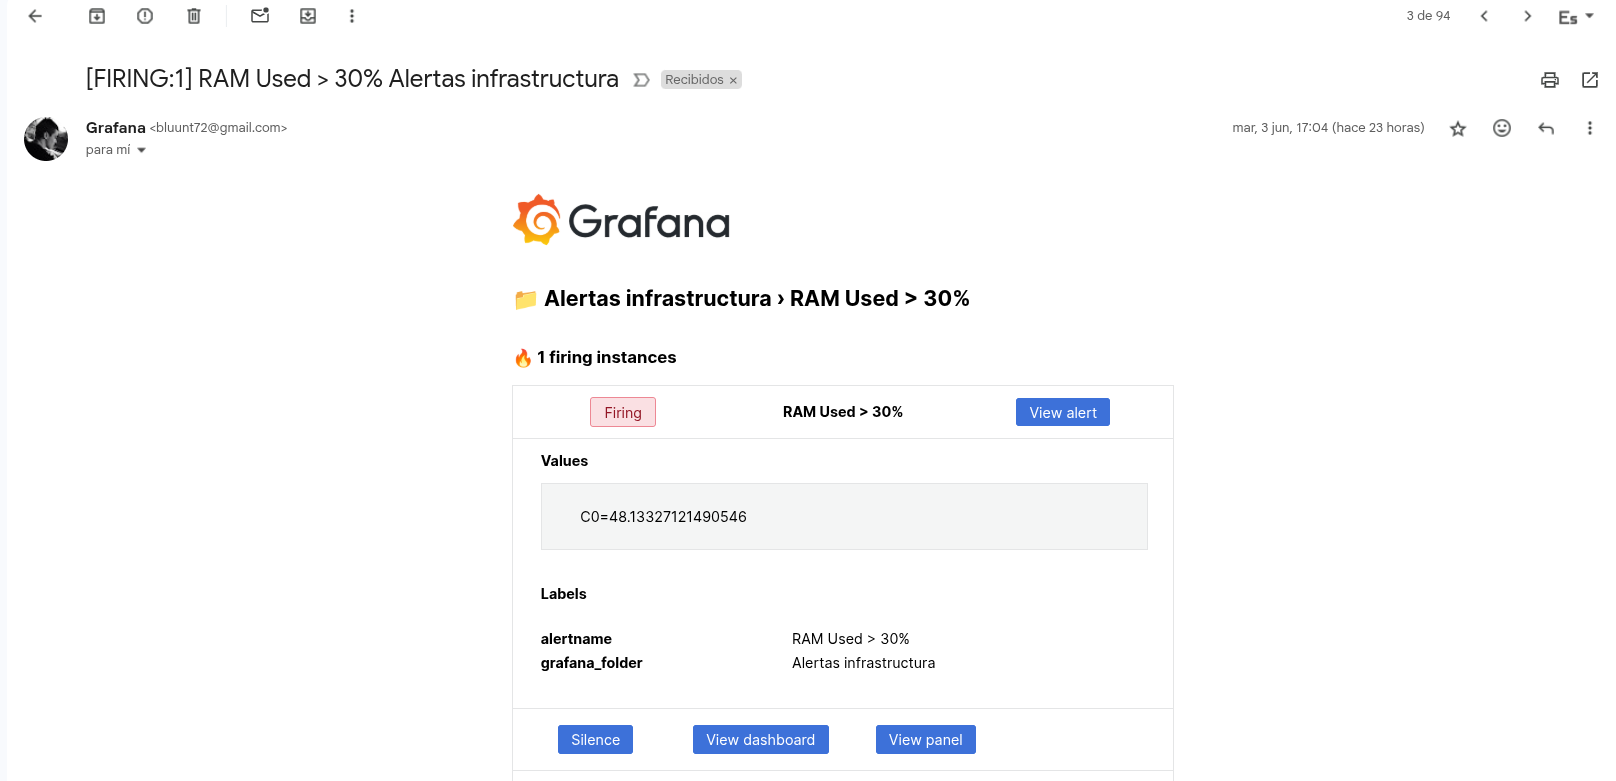 3 de 94
Es
[FIRING:1] RAM Used > 30% Alertas infrastructura
Recibidos ×
Grafana <bluunt72@gmail.com>
mar, 3 jun, 17:04 (hace 23 horas)
para mí
Grafana
📁 Alertas infrastructura › RAM Used > 30%
🔥 1 firing instances
Firing
RAM Used > 30%
View alert
Values
C0=48.13327121490546
Labels
alertname
RAM Used > 30%
grafana_folder
Alertas infrastructura
Silence
View dashboard
View panel